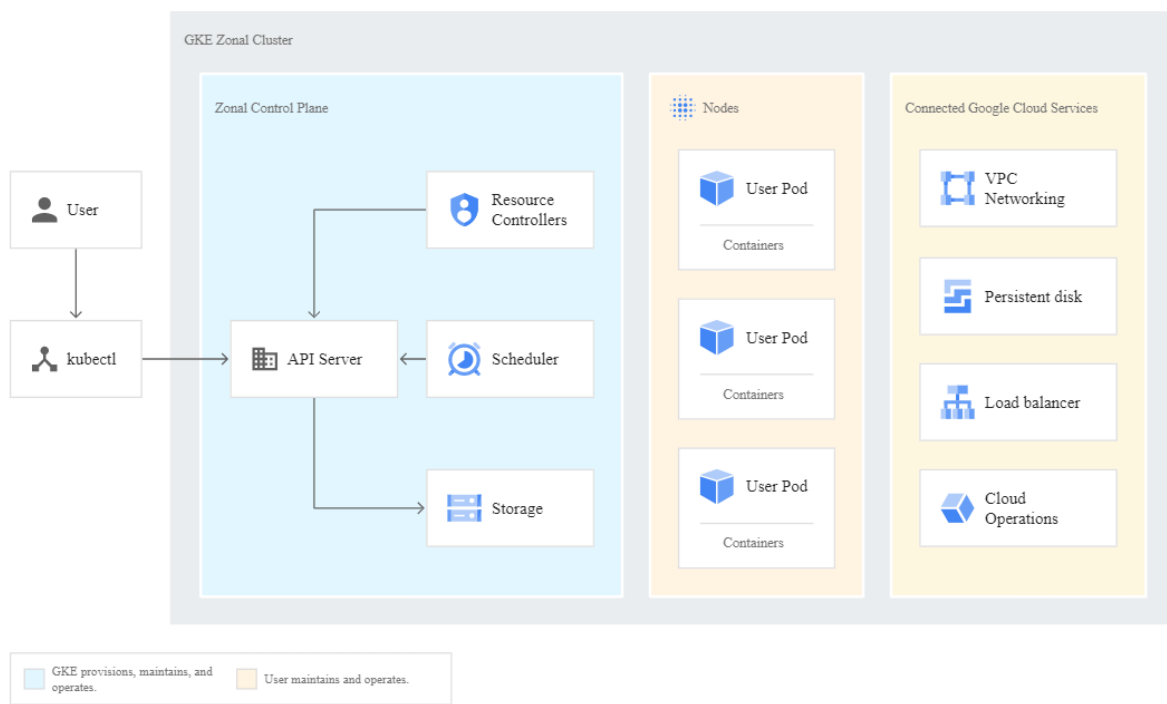 GKE Zonal Cluster
Zonal Control Plane
Nodes
Connected Google Cloud Services
User
kubectl
Resource
Controllers
API Server
Scheduler
Storage
User Pod
Containers
User Pod
Containers
User Pod
Containers
VPC
Networking
Persistent disk
Load balancer
Cloud
Operations
GKE provisions, maintains, and
operates.
User maintains and operates.